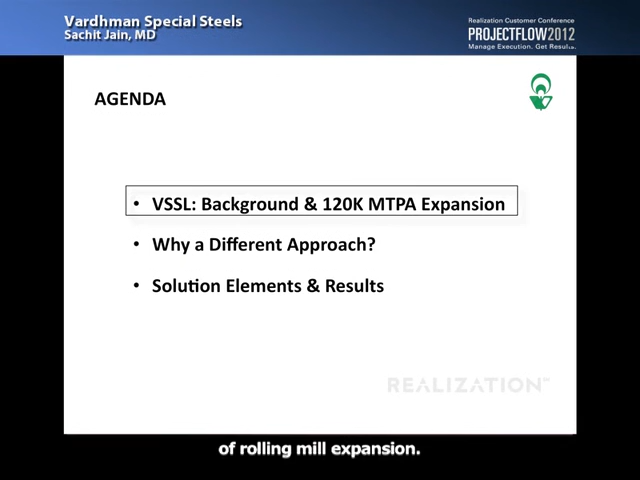 Vardhman Special Steels
Sachit Jain, MD
Realization Customer Conference
PROJECTFLOW2012
Manage Execution. Get Results.
AGENDA
• VSSL: Background & 120K MTPA Expansion
• Why a Different Approach?
• Solution Elements & Results
REALIZATION™
of rolling mill expansion.